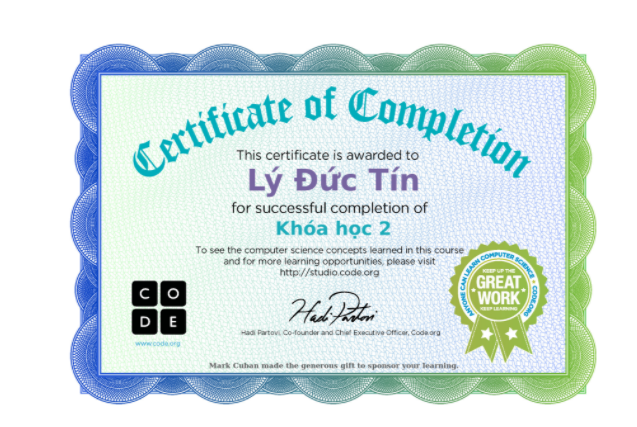 Certificate of Completion
This certificate is awarded to
Lý Đức Tín
for successful completion of
Khóa học 2
To see the computer science concepts learned in this course
and for more learning opportunities, please visit
http://studio.code.org
C O
D E
www.code.org
Hadi Partovi
Hadi Partovi, Co-founder and Chief Executive Officer, Code.org
ANYONE CAN LEARN COMPUTER SCIENCE • CODE.ORG
KEEP UP THE
GREAT
WORK
KEEP LEARNING
Mark Cuban made the generous gift to sponsor your learning.